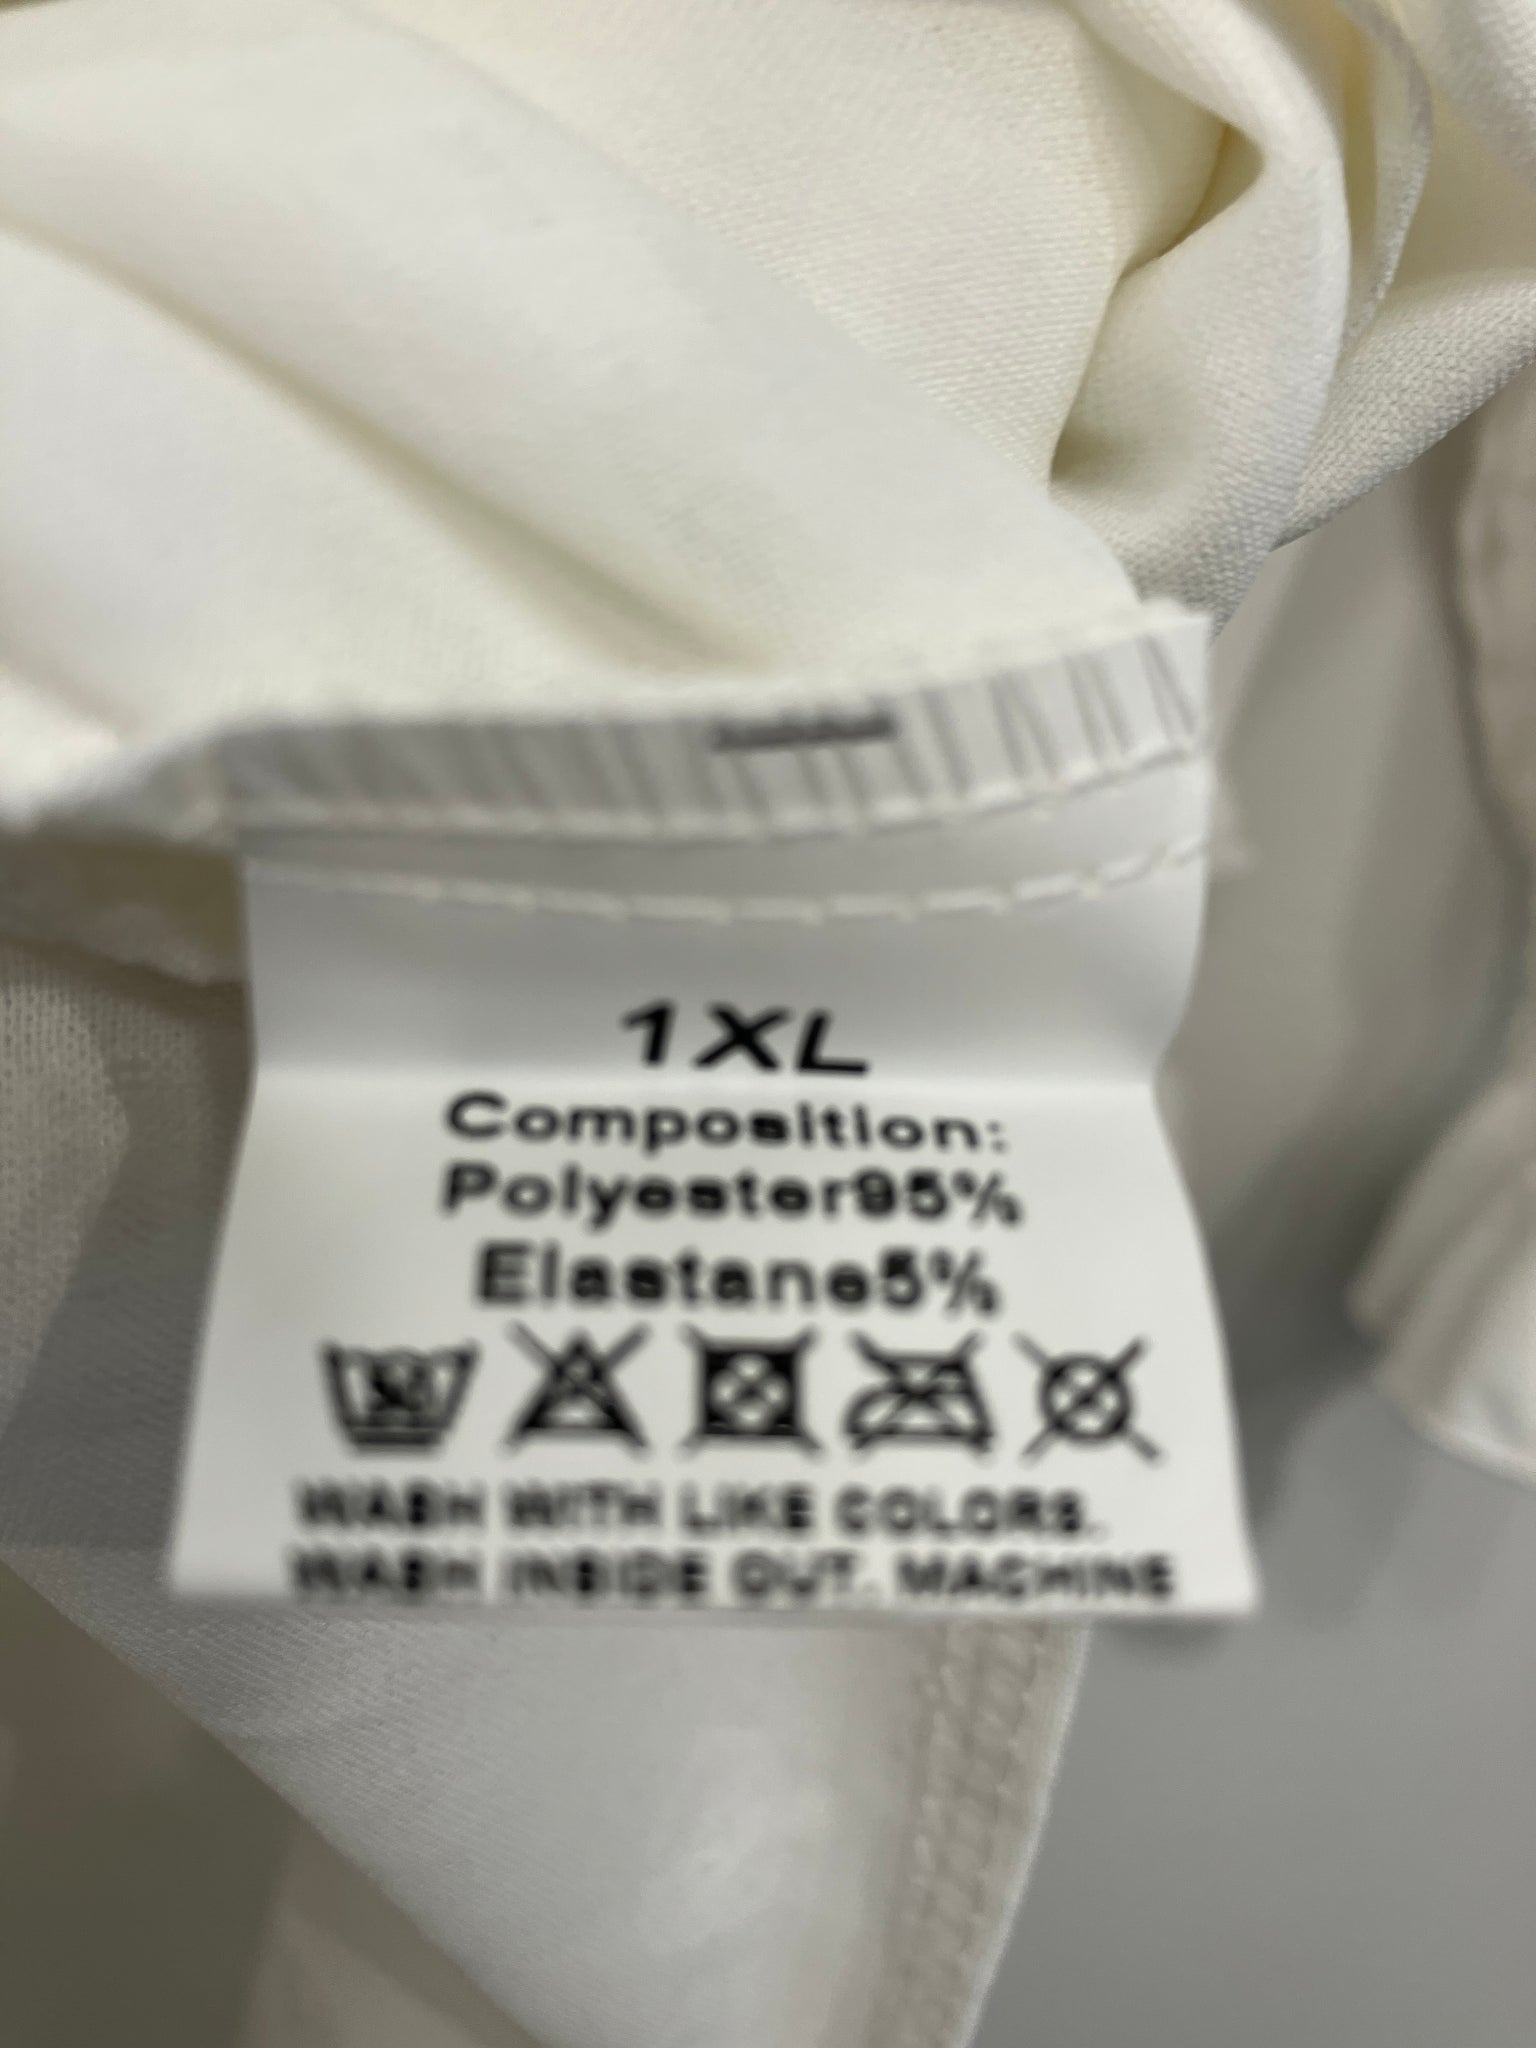 1XL
Composition:
Polyester95%
Elastane5%
WASH WITH LIKE COLORS.
WASH INSIDE OUT. MACHINE